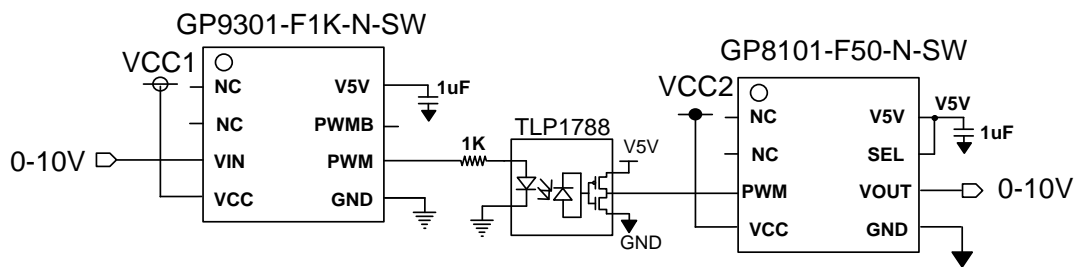 GP9301-F1K-N-SW
VCC1
NC
V5V
1uF
NC
PWMB
0-10V
VIN
PWM
1K
VCC
GND
TLP1788
V5V
GND
GP8101-F50-N-SW
VCC2
NC
V5V
V5V
1uF
NC
SEL
PWM
VOUT
0-10V
VCC
GND